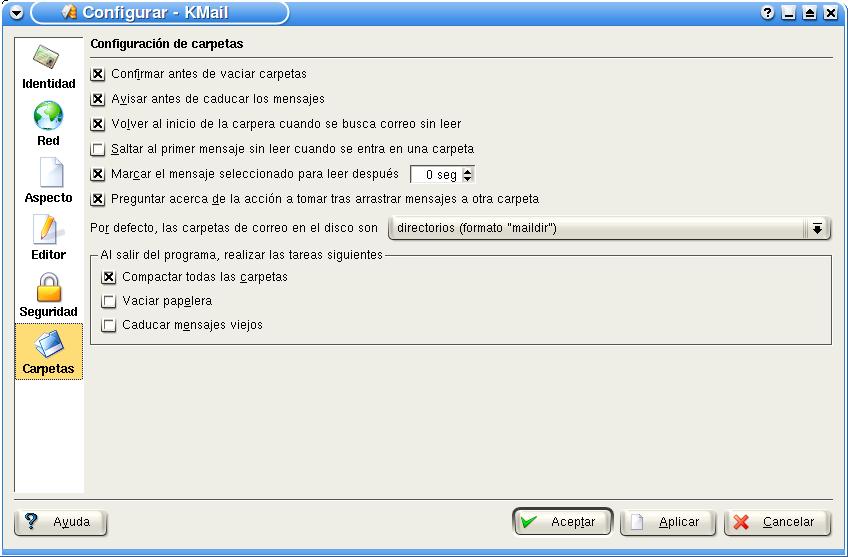 Configurar - KMail
Identidad
Red
Aspecto
Editor
Seguridad
Carpetas
Configuración de carpetas
Confirmar antes de vaciar carpetas
Avisar antes de caducar los mensajes
Volver al inicio de la carpera cuando se busca correo sin leer
Saltar al primer mensaje sin leer cuando se entra en una carpeta
Marcar el mensaje seleccionado para leer después 0 seg
Preguntar acerca de la acción a tomar tras arrastrar mensajes a otra carpeta
Por defecto, las carpetas de correo en el disco son directorios (formato "maildir")
Al salir del programa, realizar las tareas siguientes
Compactar todas las carpetas
Vaciar papelera
Caducar mensajes viejos
Ayuda Aceptar Aplicar Cancelar